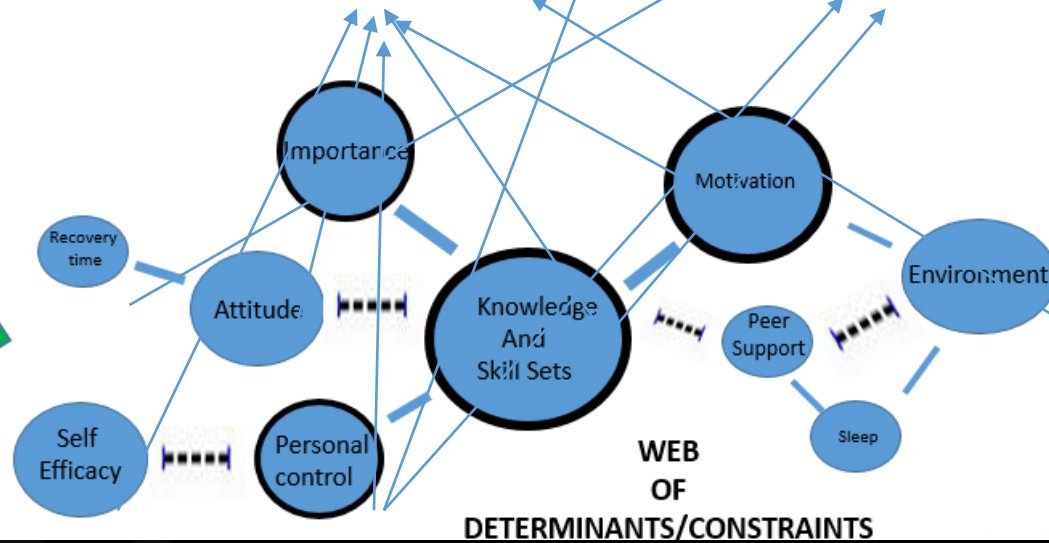 Importance
Motivation
Recovery
time
Attitude
Knowledge
And
Skill Sets
Environment
Peer
Support
Self
Efficacy
Personal
control
Sleep
WEB
OF
DETERMINANTS/CONSTRAINTS